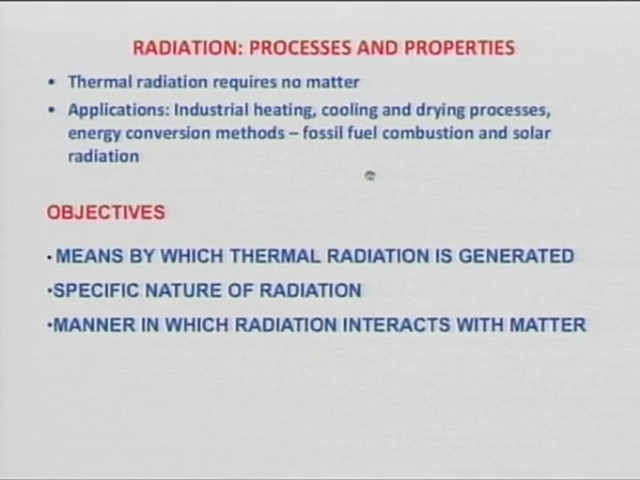 RADIATION: PROCESSES AND PROPERTIES
• Thermal radiation requires no matter
• Applications: Industrial heating, cooling and drying processes,
energy conversion methods – fossil fuel combustion and solar
radiation
OBJECTIVES
• MEANS BY WHICH THERMAL RADIATION IS GENERATED
•SPECIFIC NATURE OF RADIATION
•MANNER IN WHICH RADIATION INTERACTS WITH MATTER